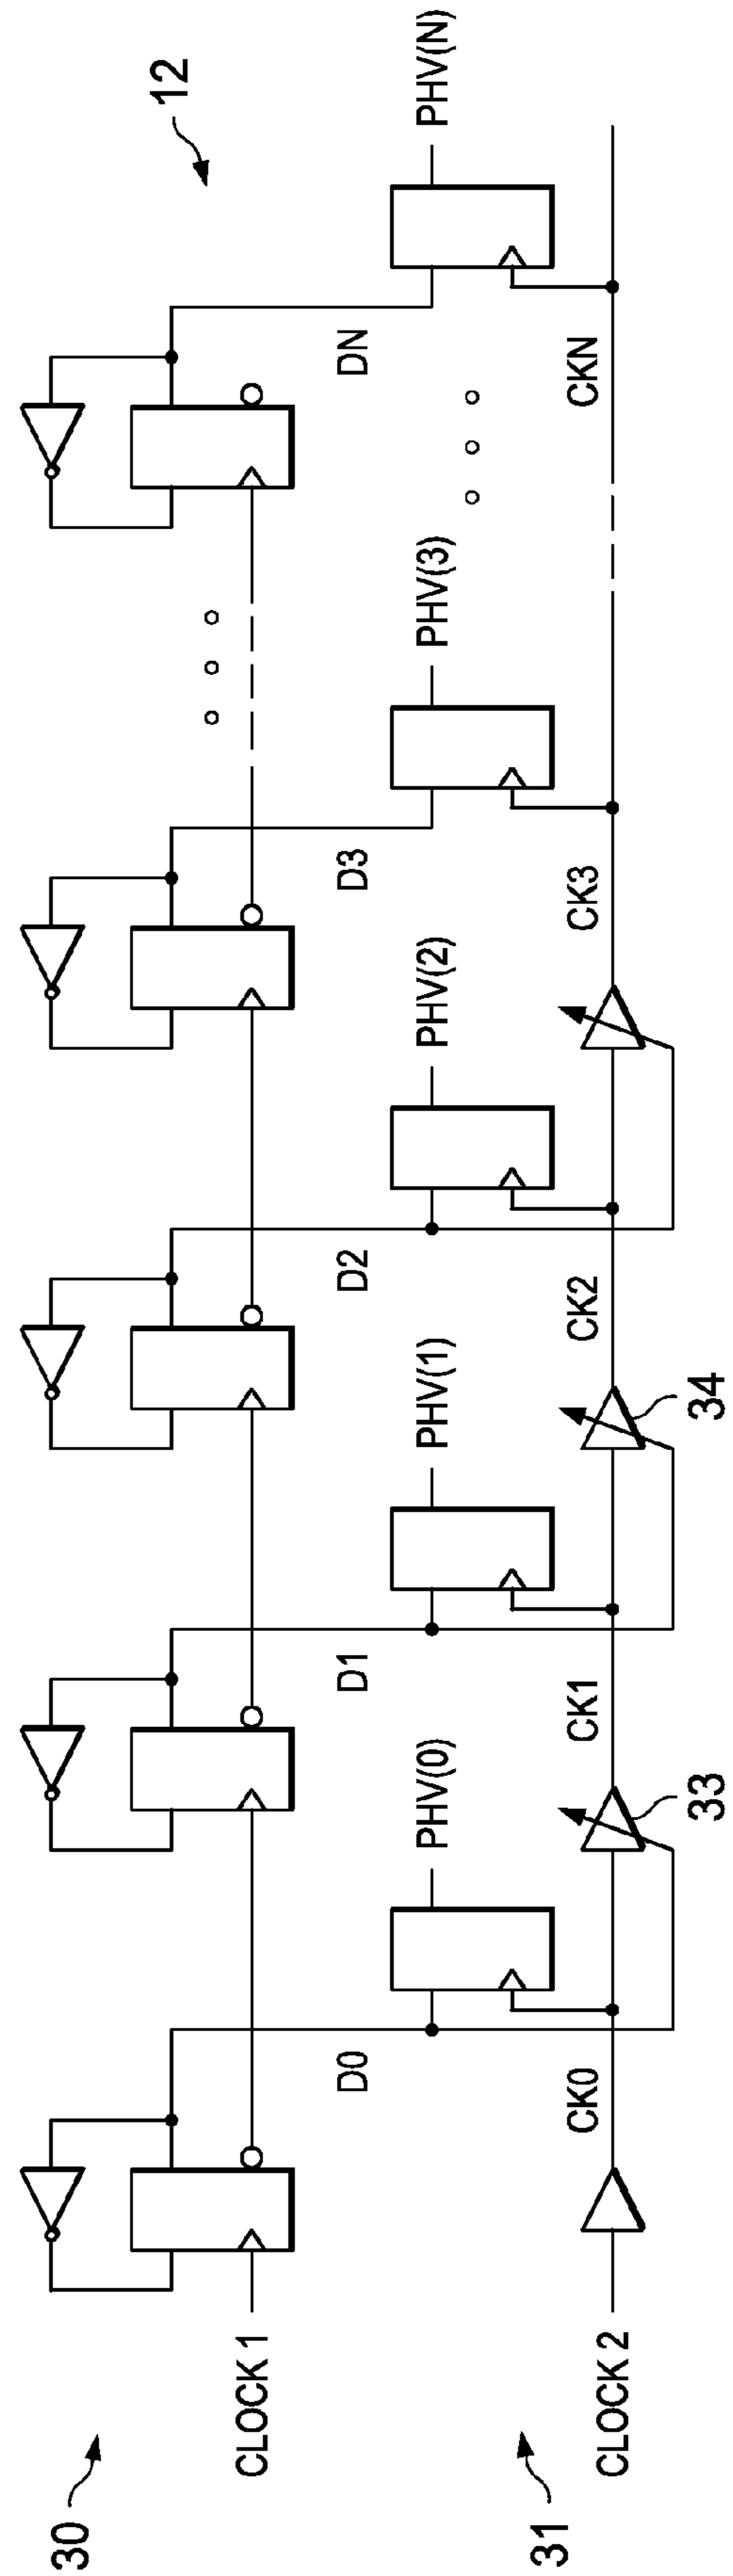 30
CLOCK 1
12
D0
D1
D2
D3
DN
PHV(0)
PHV(1)
PHV(2)
PHV(3)
PHV(N)
31
CLOCK 2
CK0
CK1
CK2
CK3
CKN
33
34